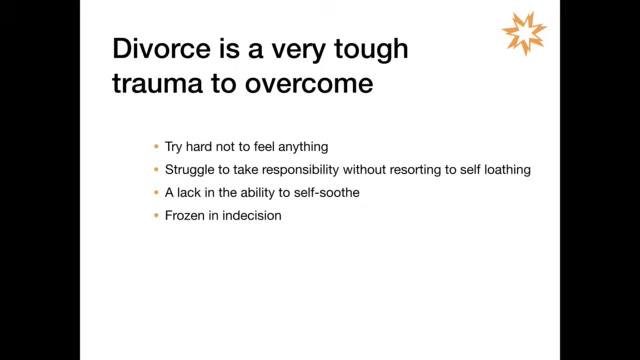 Divorce is a very tough
trauma to overcome
• Try hard not to feel anything
• Struggle to take responsibility without resorting to self loathing
• A lack in the ability to self-soothe
• Frozen in indecision